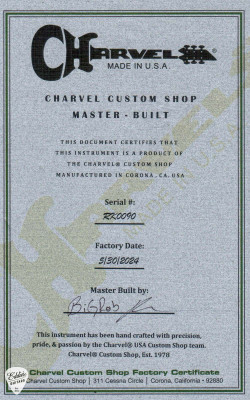 CHARVEL®
MADE IN U.S.A.
CHARVEL CUSTOM SHOP
MASTER - BUILT
THIS DOCUMENT CERTIFIES THAT
THIS INSTRUMENT IS A PRODUCT OF
THE CHARVEL® CUSTOM SHOP
MANUFACTURED IN CORONA, CA. USA
Serial #:
RK0090
Factory Date:
5/30/2024
Master Built by:
Big Rob
This instrument has been hand crafted with precision,
pride, & passion by the Charvel® USA Custom Shop team.
Charvel® Custom Shop, Est. 1978
Charvel Custom Shop Factory Certificate
Charvel Custom Shop | 311 Cessna Circle | Corona, California - 92880